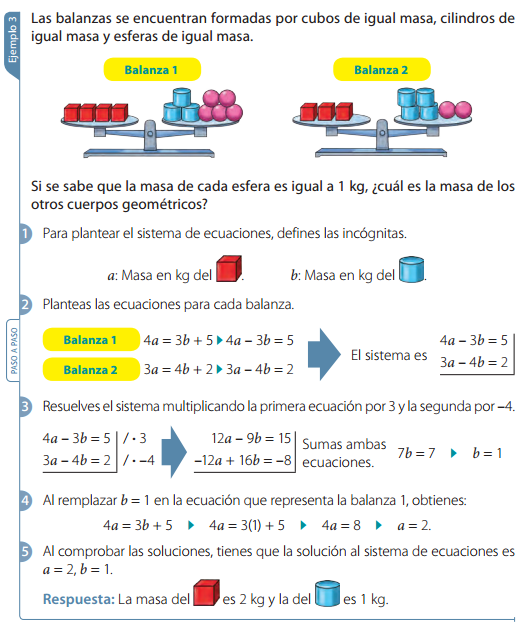 Ejemplo 3
Las balanzas se encuentran formadas por cubos de igual masa, cilindros de
igual masa y esferas de igual masa.
Balanza 1
Balanza 2
Si se sabe que la masa de cada esfera es igual a 1 kg, ¿cuál es la masa de los
otros cuerpos geométricos?
PASO A PASO
1 Para plantear el sistema de ecuaciones, defines las incógnitas.
a: Masa en kg del . b: Masa en kg del .
2 Planteas las ecuaciones para cada balanza.
Balanza 1 4a = 3b + 5 ▸ 4a – 3b = 5
Balanza 2 3a = 4b + 2 ▸ 3a – 4b = 2
El sistema es
4a – 3b = 5
3a – 4b = 2
3 Resuelves el sistema multiplicando la primera ecuación por 3 y la segunda por –4.
4a – 3b = 5 / • 3
3a – 4b = 2 / • –4
12a – 9b = 15
–12a + 16b = –8
Sumas ambas
ecuaciones.
7b = 7 ▸ b = 1
4 Al remplazar b = 1 en la ecuación que representa la balanza 1, obtienes:
4a = 3b + 5 ▸ 4a = 3(1) + 5 ▸ 4a = 8 ▸ a = 2.
5 Al comprobar las soluciones, tienes que la solución al sistema de ecuaciones es
a = 2, b = 1.
Respuesta: La masa del es 2 kg y la del es 1 kg.